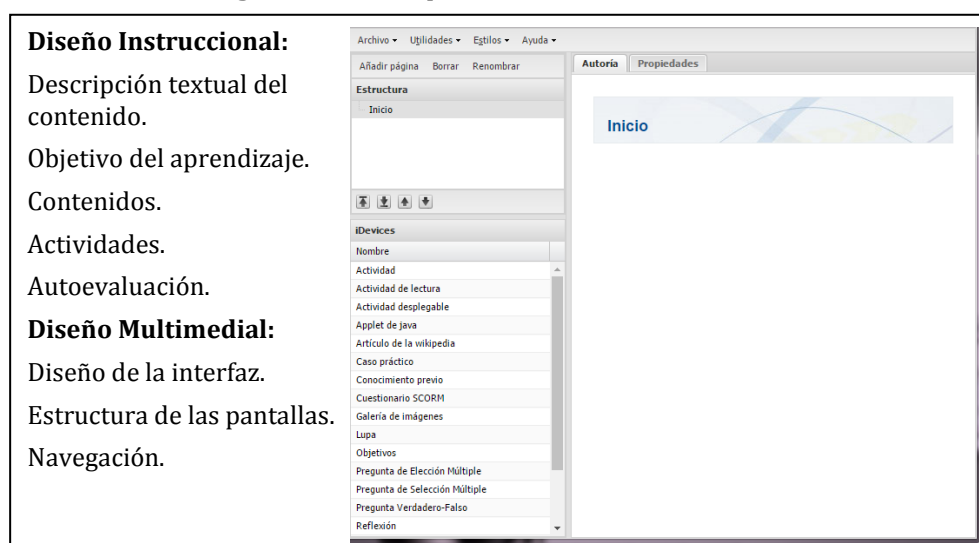 Diseño Instruccional:
Descripción textual del
contenido.
Objetivo del aprendizaje.
Contenidos.
Actividades.
Autoevaluación.
Diseño Multimedial:
Diseño de la interfaz.
Estructura de las pantallas.
Navegación.
Archivo Utilidades Estilos Ayuda
Añadir página Borrar Renombrar
Estructura
Inicio
iDevices
Nombre
Actividad
Actividad de lectura
Actividad desplegable
Applet de java
Artículo de la wikipedia
Caso práctico
Conocimiento previo
Cuestionario SCORM
Galería de imágenes
Lupa
Objetivos
Pregunta de Elección Múltiple
Pregunta de Selección Múltiple
Pregunta Verdadero-Falso
Reflexión
Autoría Propiedades
Inicio